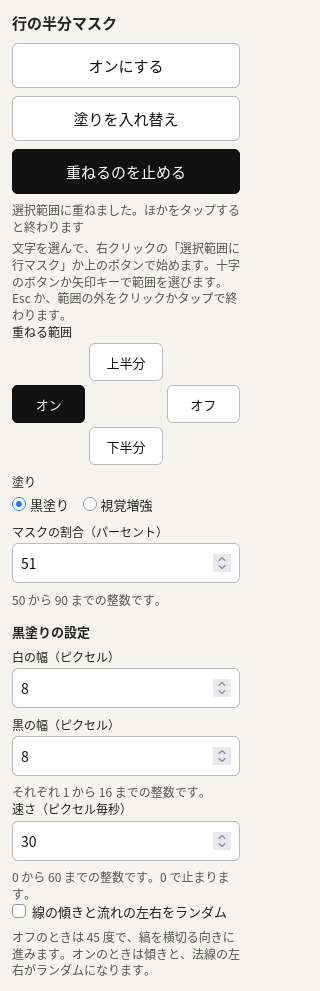 行の半分マスク
オンにする
塗りを入れ替え
重ねるのを止める
選択範囲に重ねました。ほかをタップする
と終わります
文字を選んで、右クリックの「選択範囲に
行マスク」か上のボタンで始めます。十字
のボタンか矢印キーで範囲を選びます。
Esc か、範囲の外をクリックかタップで終
わります。
重ねる範囲
上半分
オン
オフ
下半分
塗り
黒塗り 視覚増強
マスクの割合（パーセント）
51
50 から 90 までの整数です。
黒塗りの設定
白の幅（ピクセル）
8
黒の幅（ピクセル）
8
それぞれ 1 から 16 までの整数です。
速さ（ピクセル毎秒）
30
0 から 60 までの整数です。0 で止まりま
す。
線の傾きと流れの左右をランダム
オフのときは 45 度で、縞を横切る向きに
進みます。オンのときは傾きと、法線の左
右がランダムになります。